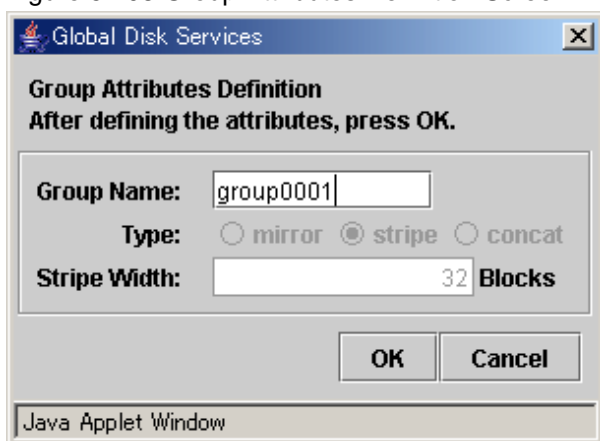 Global Disk Services
Group Attributes Definition
After defining the attributes, press OK.
Group Name: group0001
Type: mirror stripe concat
Stripe Width: 32 Blocks
OK Cancel
Java Applet Window